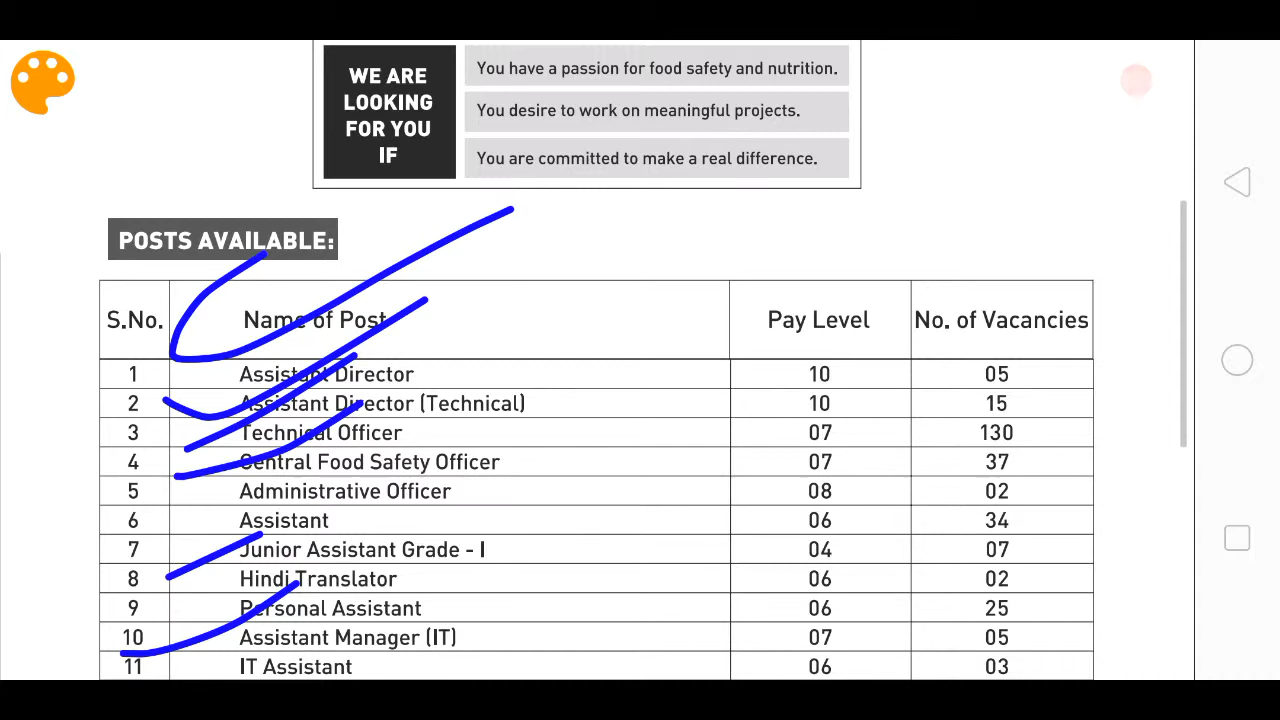 WE ARE
LOOKING
FOR YOU
IF
You have a passion for food safety and nutrition.
You desire to work on meaningful projects.
You are committed to make a real difference.
POSTS AVAILABLE:
S.No. Name of Post Pay Level No. of Vacancies
1 Assistant Director 10 05
2 Assistant Director (Technical) 10 15
3 Technical Officer 07 130
4 Central Food Safety Officer 07 37
5 Administrative Officer 08 02
6 Assistant 06 34
7 Junior Assistant Grade - I 04 07
8 Hindi Translator 06 02
9 Personal Assistant 06 25
10 Assistant Manager (IT) 07 05
11 IT Assistant 06 03